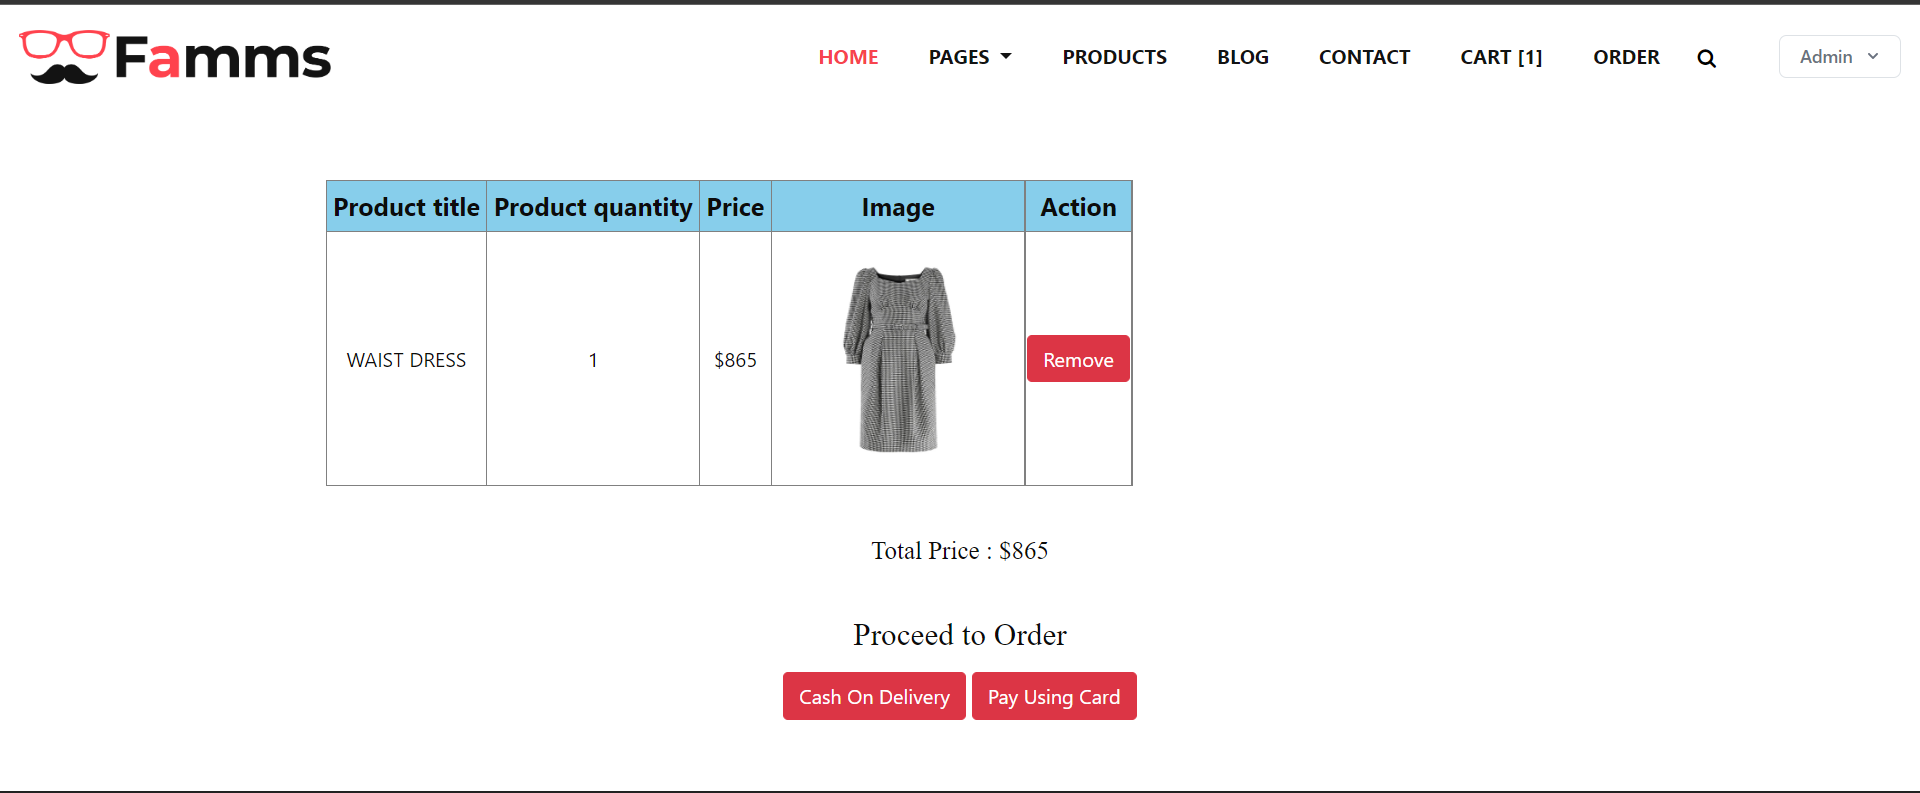 Famms
HOME PAGES PRODUCTS BLOG CONTACT CART [1] ORDER Admin
Product title Product quantity Price Image Action
WAIST DRESS 1 $865 Remove
Total Price : $865
Proceed to Order
Cash On Delivery Pay Using Card